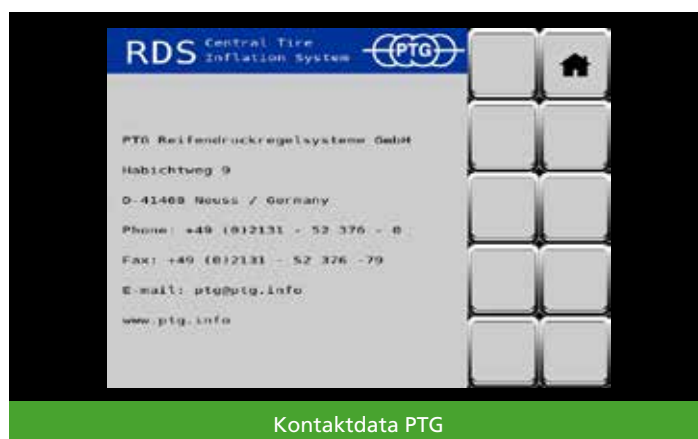 RDS Central Tire
Inflation System
PTG
PTG Reifendruckregelsysteme GmbH
Habichtweg 9
D-41468 Neuss / Germany
Phone: +49 (0)2131 - 52 376 - 0
Fax: +49 (0)2131 - 52 376 -79
E-mail: ptg@ptg.info
www.ptg.info
Kontaktdata PTG